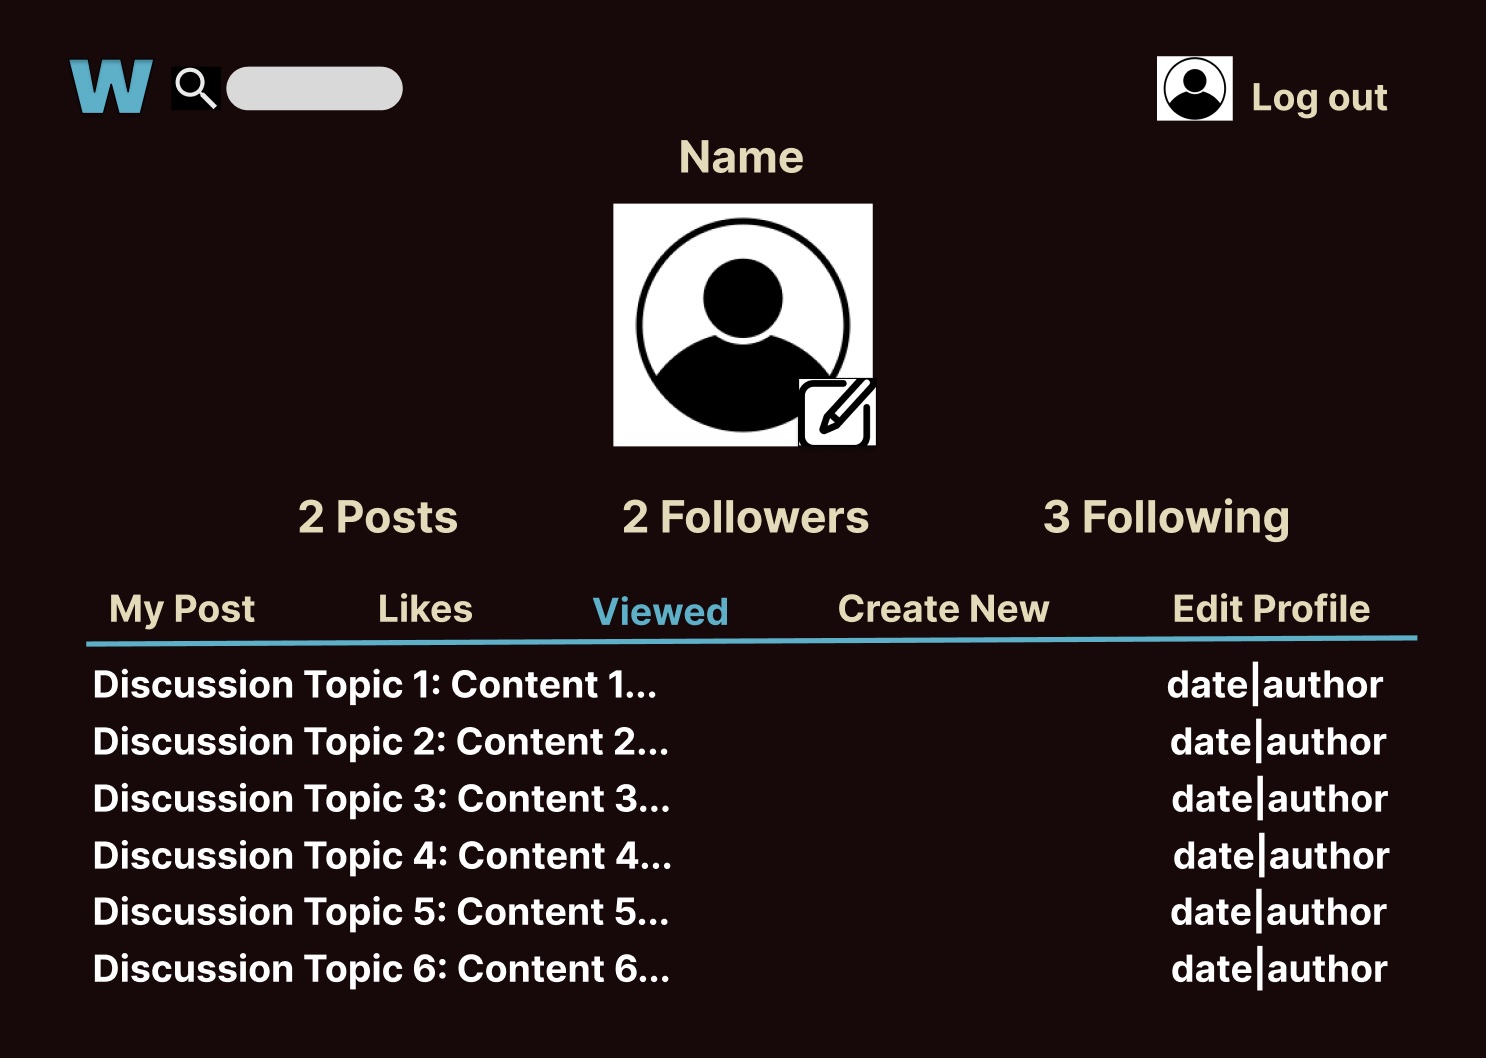 W
Log out
Name
2 Posts 2 Followers 3 Following
My Post Likes Viewed Create New Edit Profile
Discussion Topic 1: Content 1... date|author
Discussion Topic 2: Content 2... date|author
Discussion Topic 3: Content 3... date|author
Discussion Topic 4: Content 4... date|author
Discussion Topic 5: Content 5... date|author
Discussion Topic 6: Content 6... date|author